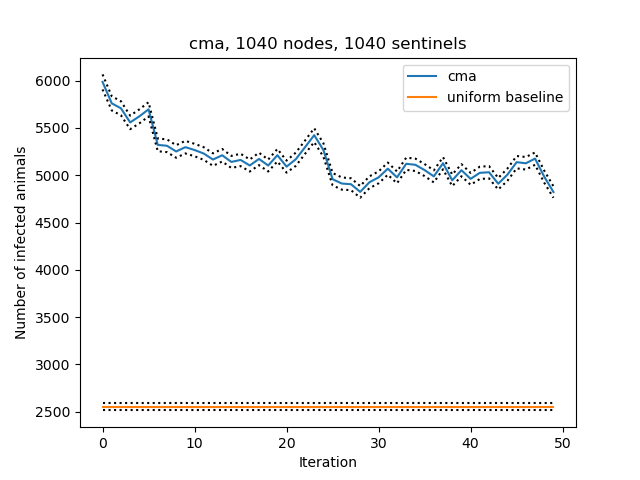 cma, 1040 nodes, 1040 sentinels
cma
uniform baseline
6000
5500
5000
4500
4000
3500
3000
2500
Number of infected animals
0 10 20 30 40 50
Iteration